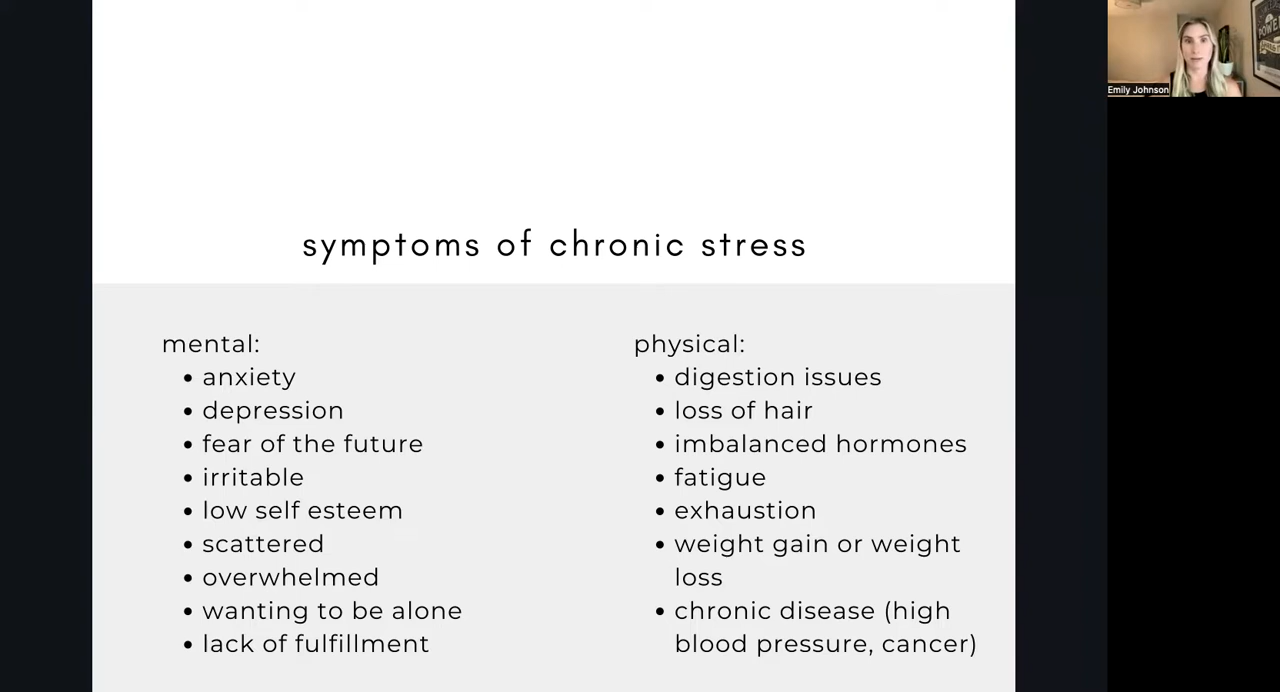 symptoms of chronic stress
mental:
• anxiety
• depression
• fear of the future
• irritable
• low self esteem
• scattered
• overwhelmed
• wanting to be alone
• lack of fulfillment
physical:
• digestion issues
• loss of hair
• imbalanced hormones
• fatigue
• exhaustion
• weight gain or weight
loss
• chronic disease (high
blood pressure, cancer)
POWER
Emily Johnson